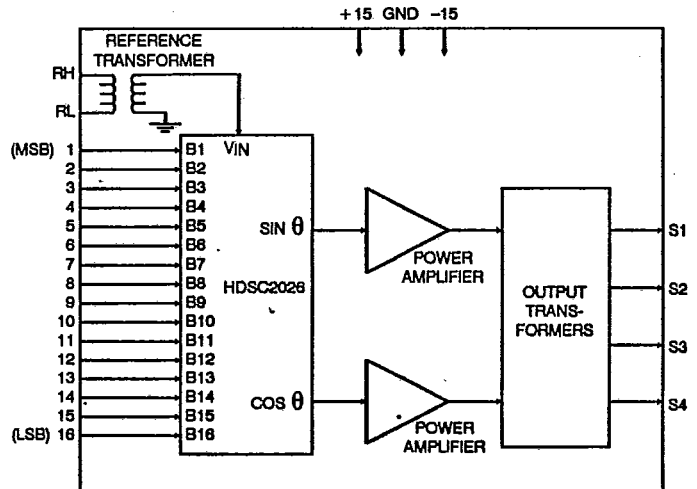 +15 GND -15
REFERENCE
TRANSFORMER
RH
RL
VIN
(MSB) 1 B1
2 B2
3 B3
4 B4
5 B5
6 B6
7 B7
8 B8
9 B9
10 B10
11 B11
12 B12
13 B13
14 B14
15 B15
(LSB) 16 B16
HDSC2026
SIN θ
COS θ
POWER
AMPLIFIER
POWER
AMPLIFIER
OUTPUT
TRANS-
FORMERS
S1
S2
S3
S4